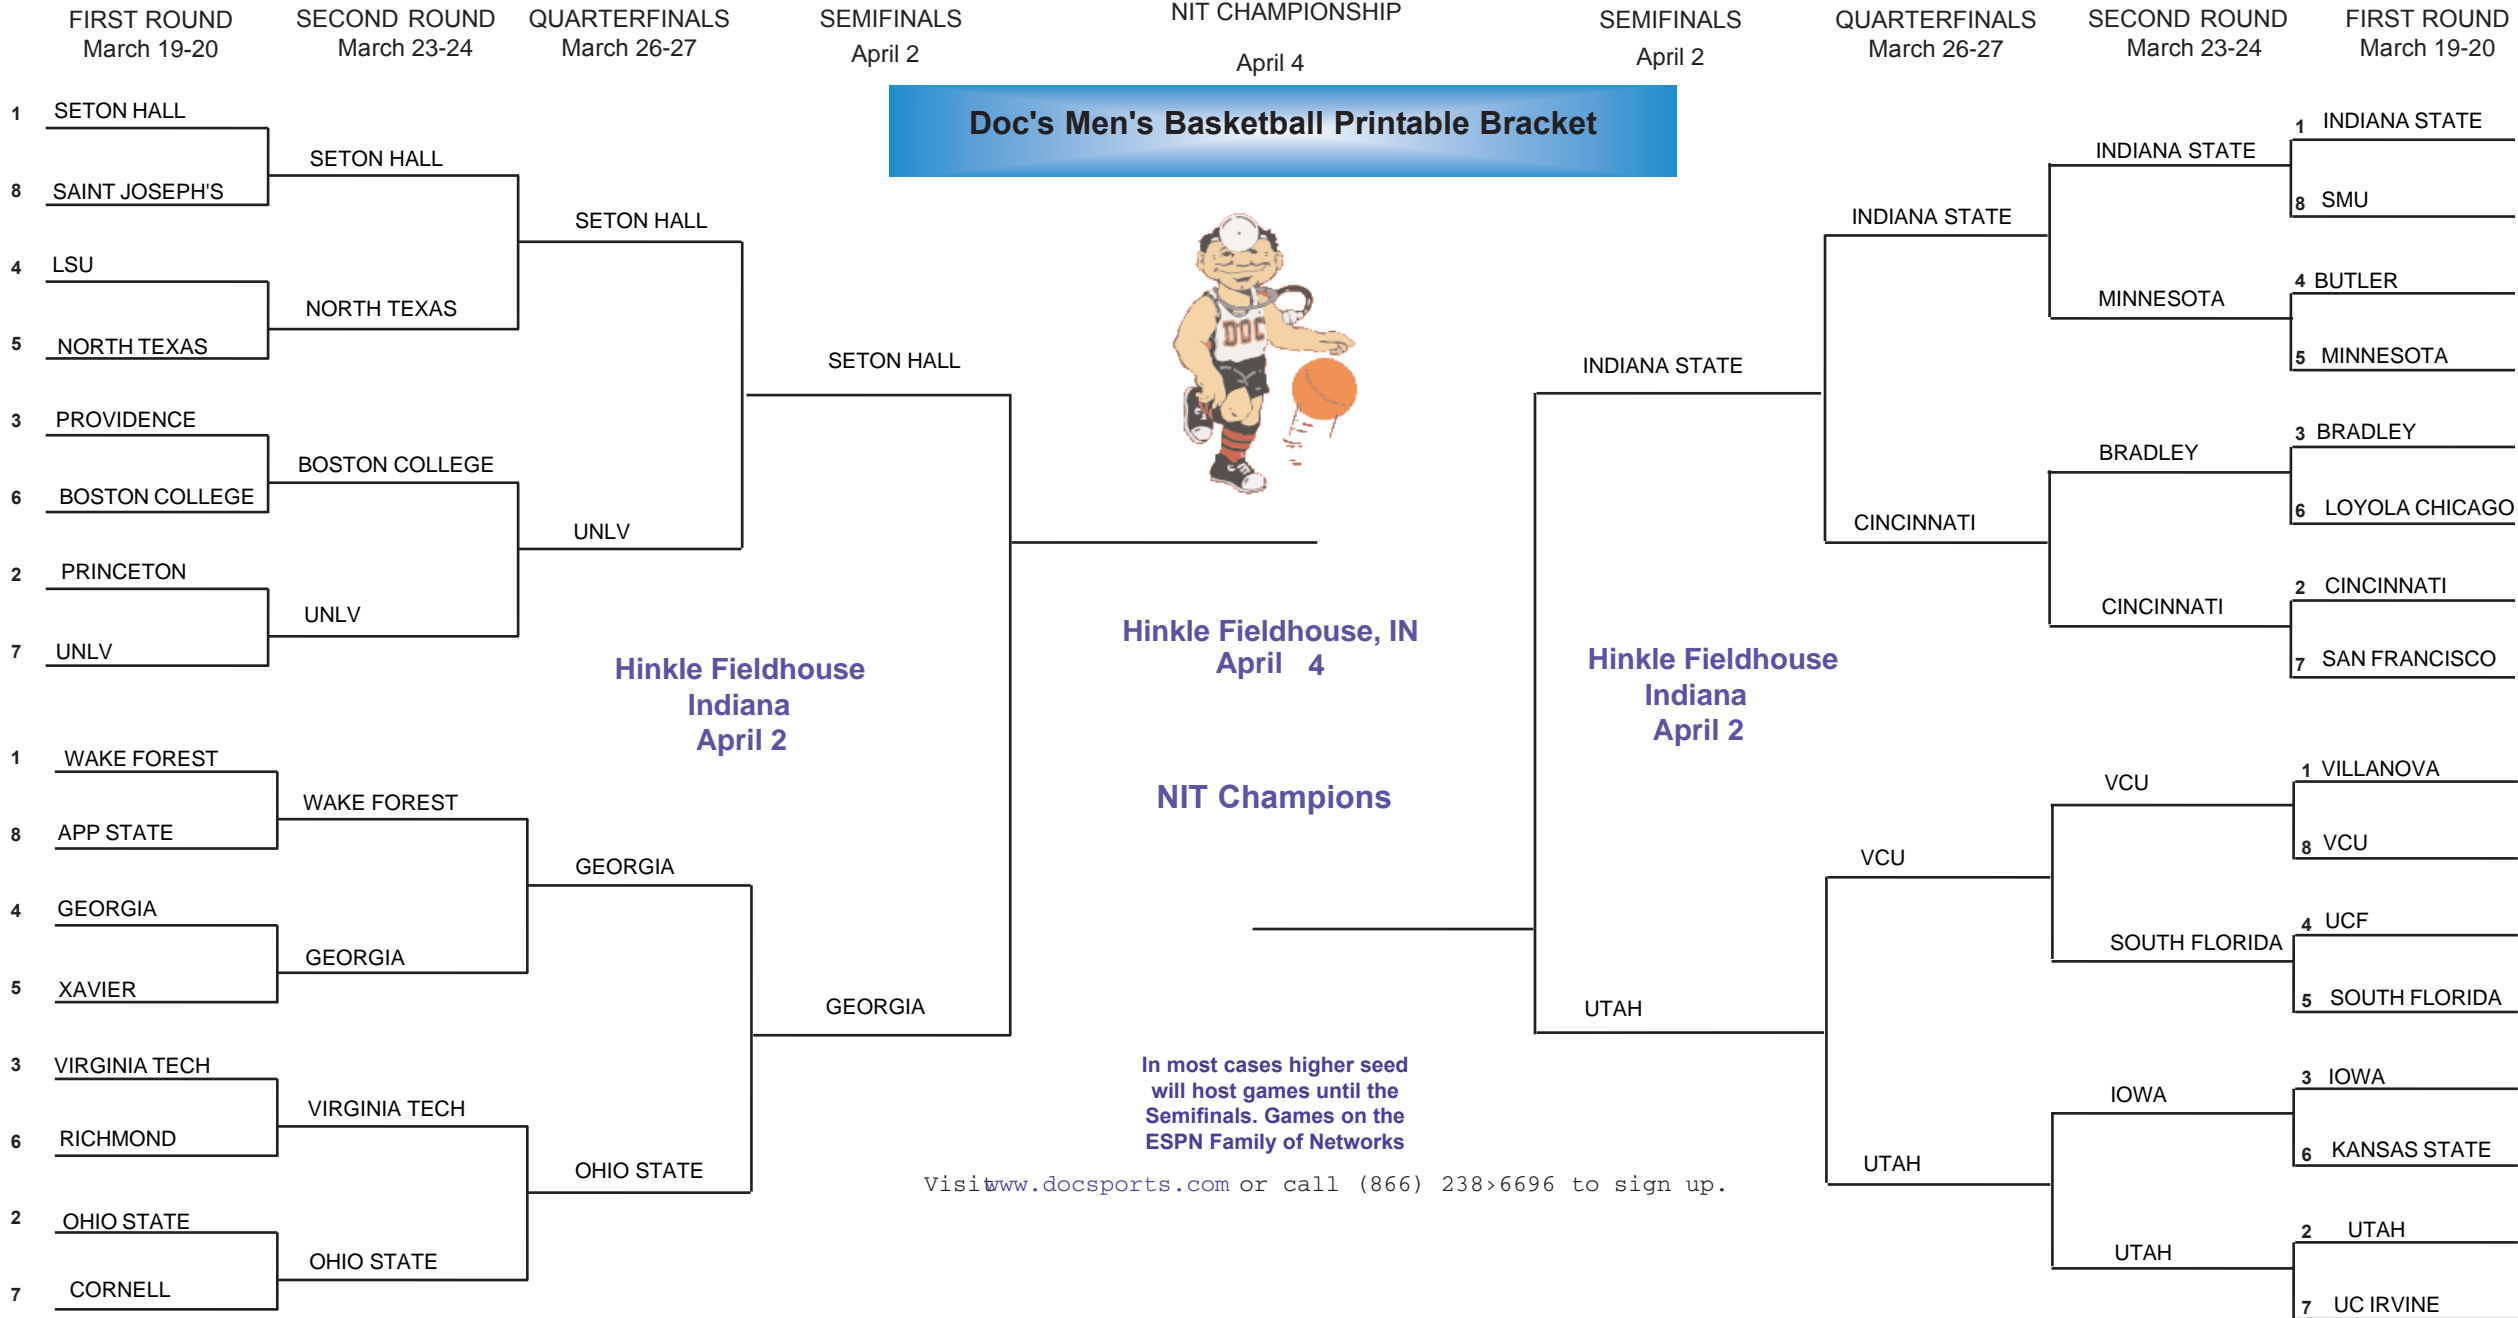 FIRST ROUND
March 19-20
SECOND ROUND
March 23-24
QUARTERFINALS
March 26-27
SEMIFINALS
April 2
NIT CHAMPIONSHIP
April 4
SEMIFINALS
April 2
QUARTERFINALS
March 26-27
SECOND ROUND
March 23-24
FIRST ROUND
March 19-20
Doc's Men's Basketball Printable Bracket
1 SETON HALL
8 SAINT JOSEPH'S
4 LSU
5 NORTH TEXAS
3 PROVIDENCE
6 BOSTON COLLEGE
2 PRINCETON
7 UNLV
1 WAKE FOREST
8 APP STATE
4 GEORGIA
5 XAVIER
3 VIRGINIA TECH
6 RICHMOND
2 OHIO STATE
7 CORNELL
SETON HALL
NORTH TEXAS
BOSTON COLLEGE
UNLV
WAKE FOREST
GEORGIA
VIRGINIA TECH
OHIO STATE
SETON HALL
UNLV
GEORGIA
OHIO STATE
Hinkle Fieldhouse
Indiana
April 2
SETON HALL
GEORGIA
DOC
Hinkle Fieldhouse, IN
April 4
NIT Champions
In most cases higher seed
will host games until the
Semifinals. Games on the
ESPN Family of Networks
Visit www.docsports.com or call (866) 238›6696 to sign up.
INDIANA STATE
UTAH
Hinkle Fieldhouse
Indiana
April 2
INDIANA STATE
CINCINNATI
VCU
UTAH
INDIANA STATE
MINNESOTA
BRADLEY
CINCINNATI
VCU
SOUTH FLORIDA
IOWA
UTAH
1 INDIANA STATE
8 SMU
4 BUTLER
5 MINNESOTA
3 BRADLEY
6 LOYOLA CHICAGO
2 CINCINNATI
7 SAN FRANCISCO
1 VILLANOVA
8 VCU
4 UCF
5 SOUTH FLORIDA
3 IOWA
6 KANSAS STATE
2 UTAH
7 UC IRVINE